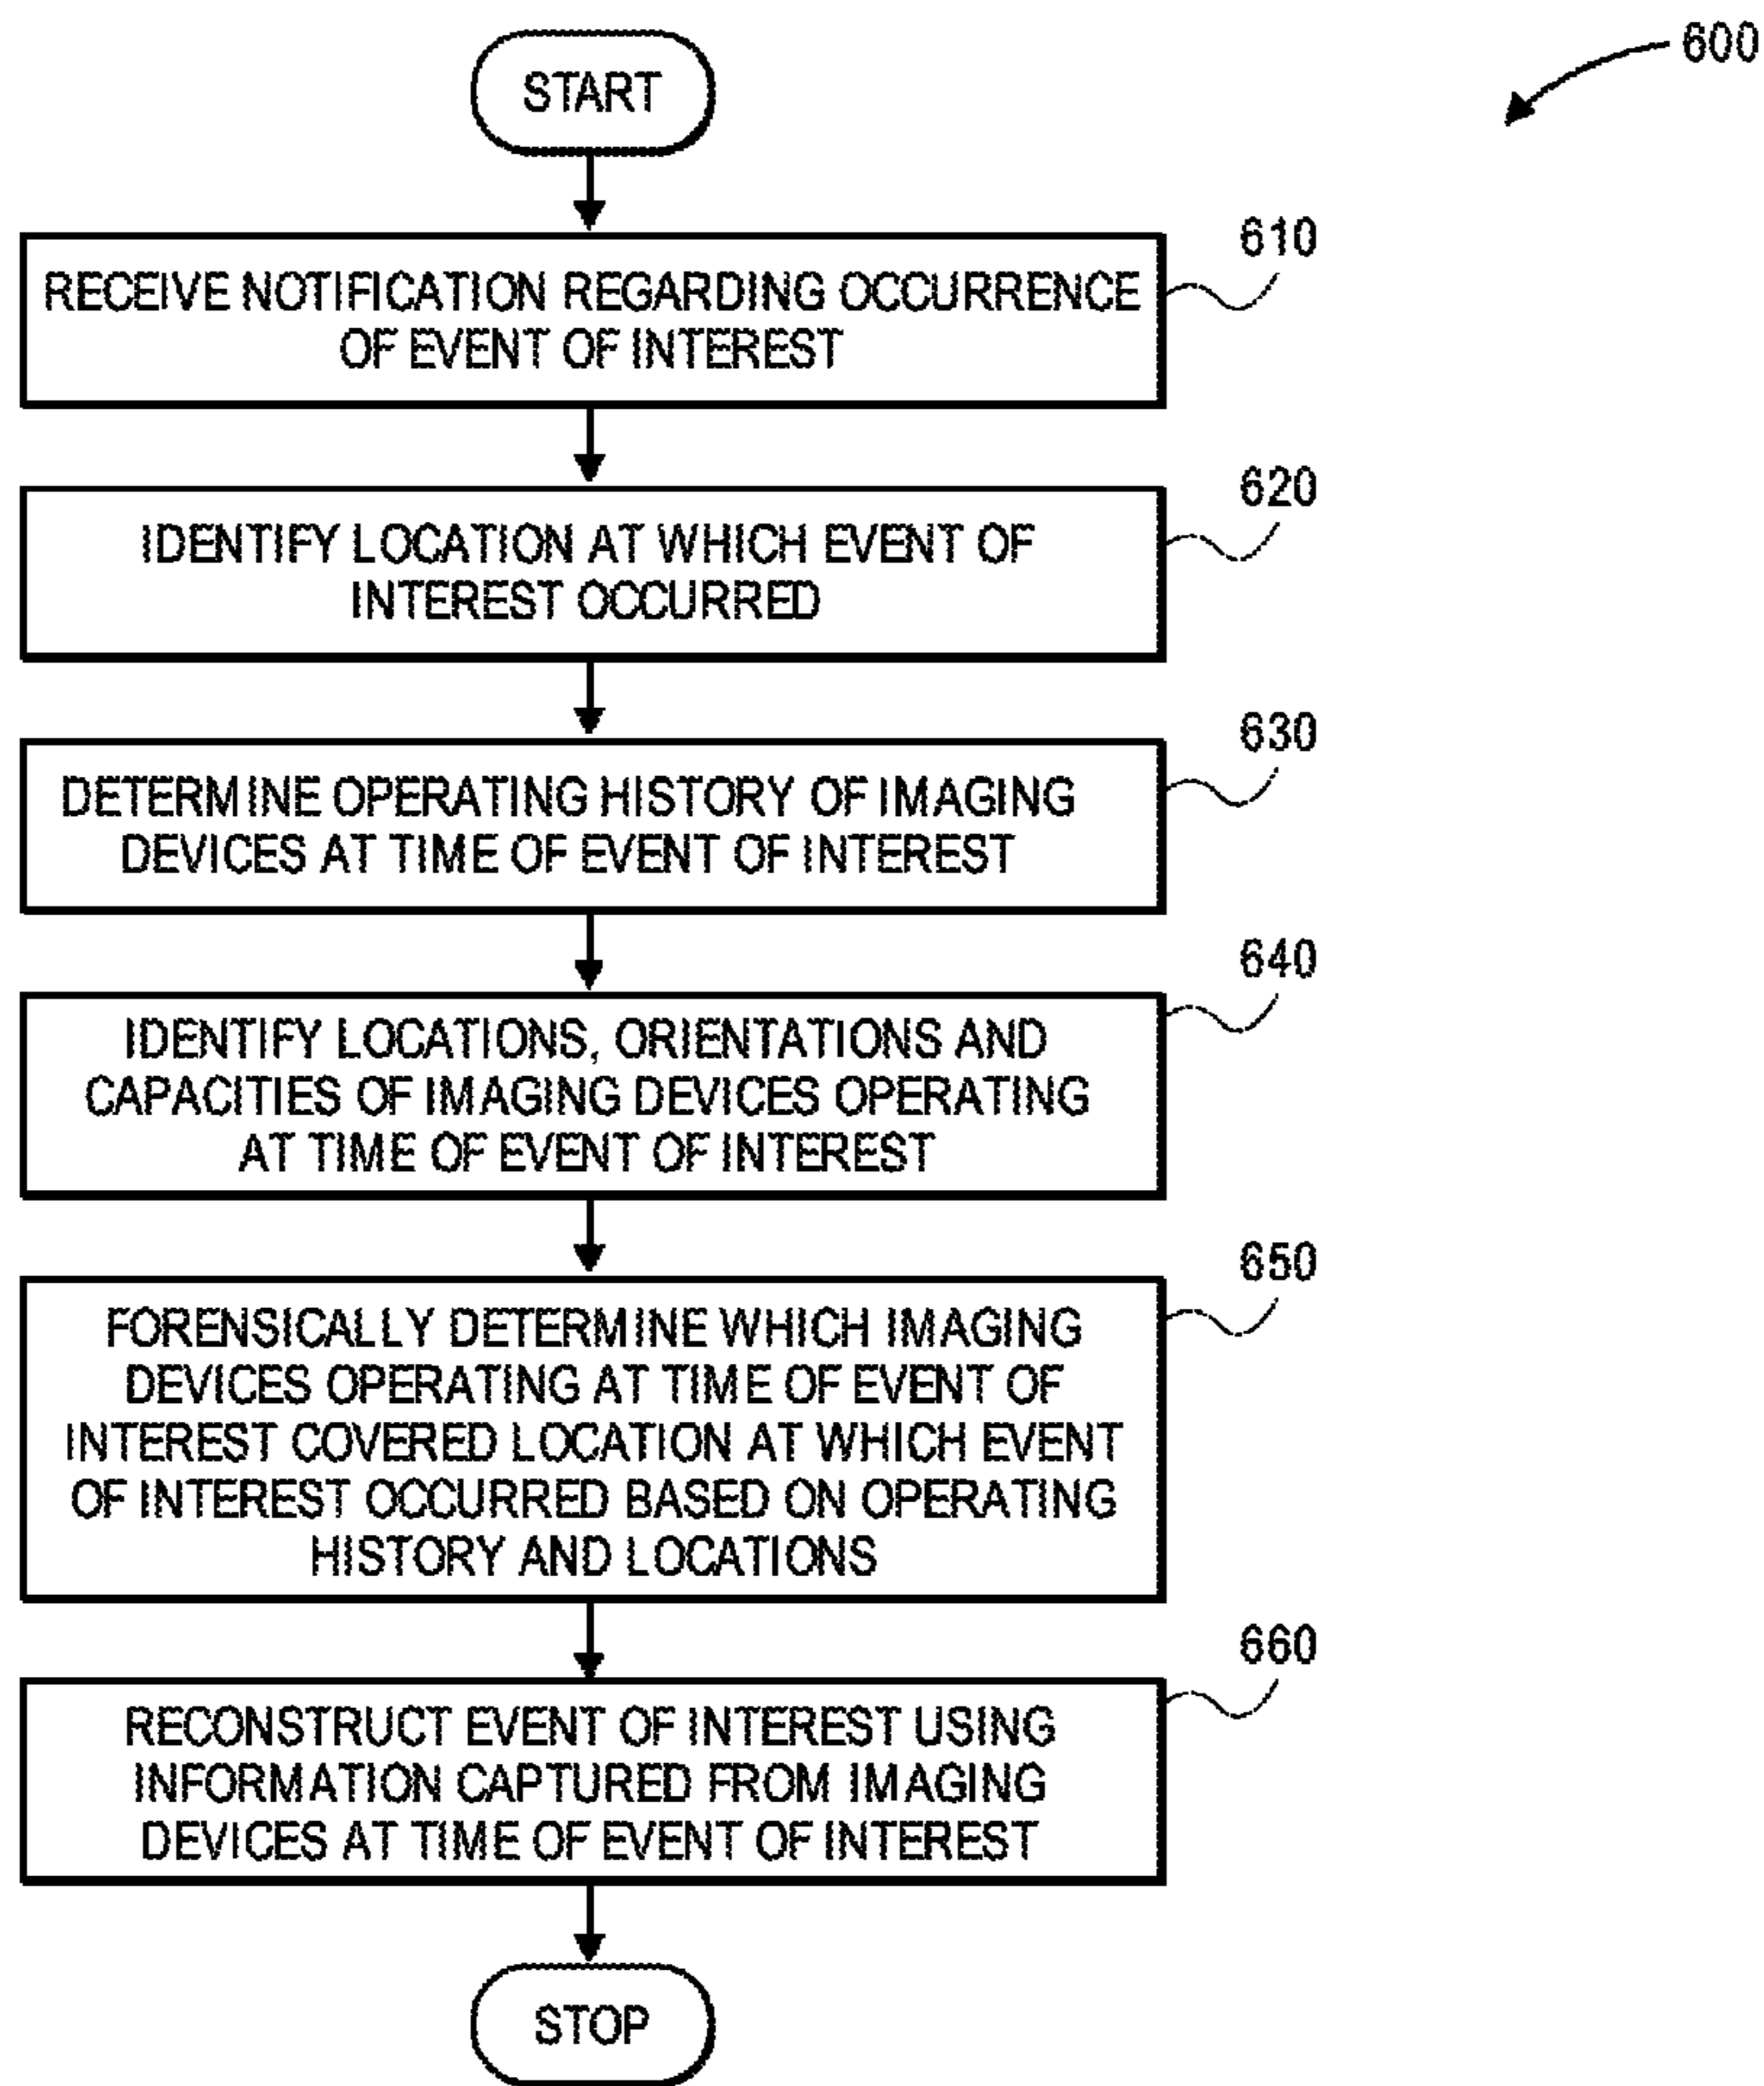 600
START
610
RECEIVE NOTIFICATION REGARDING OCCURRENCE
OF EVENT OF INTEREST
620
IDENTIFY LOCATION AT WHICH EVENT OF
INTEREST OCCURRED
630
DETERMINE OPERATING HISTORY OF IMAGING
DEVICES AT TIME OF EVENT OF INTEREST
640
IDENTIFY LOCATIONS, ORIENTATIONS AND
CAPACITIES OF IMAGING DEVICES OPERATING
AT TIME OF EVENT OF INTEREST
650
FORENSICALLY DETERMINE WHICH IMAGING
DEVICES OPERATING AT TIME OF EVENT OF
INTEREST COVERED LOCATION AT WHICH EVENT
OF INTEREST OCCURRED BASED ON OPERATING
HISTORY AND LOCATIONS
660
RECONSTRUCT EVENT OF INTEREST USING
INFORMATION CAPTURED FROM IMAGING
DEVICES AT TIME OF EVENT OF INTEREST
STOP